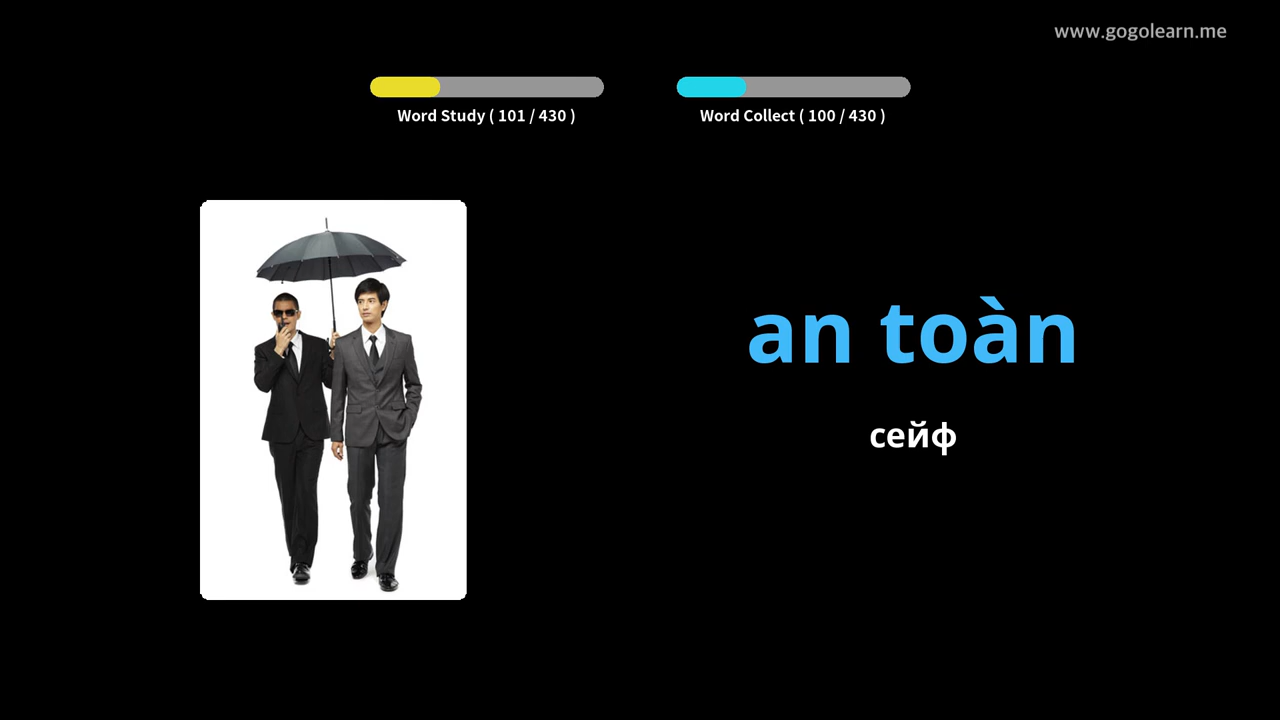 www.gogolearn.me
Word Study ( 101 / 430 )
Word Collect ( 100 / 430 )
an toàn
сейф